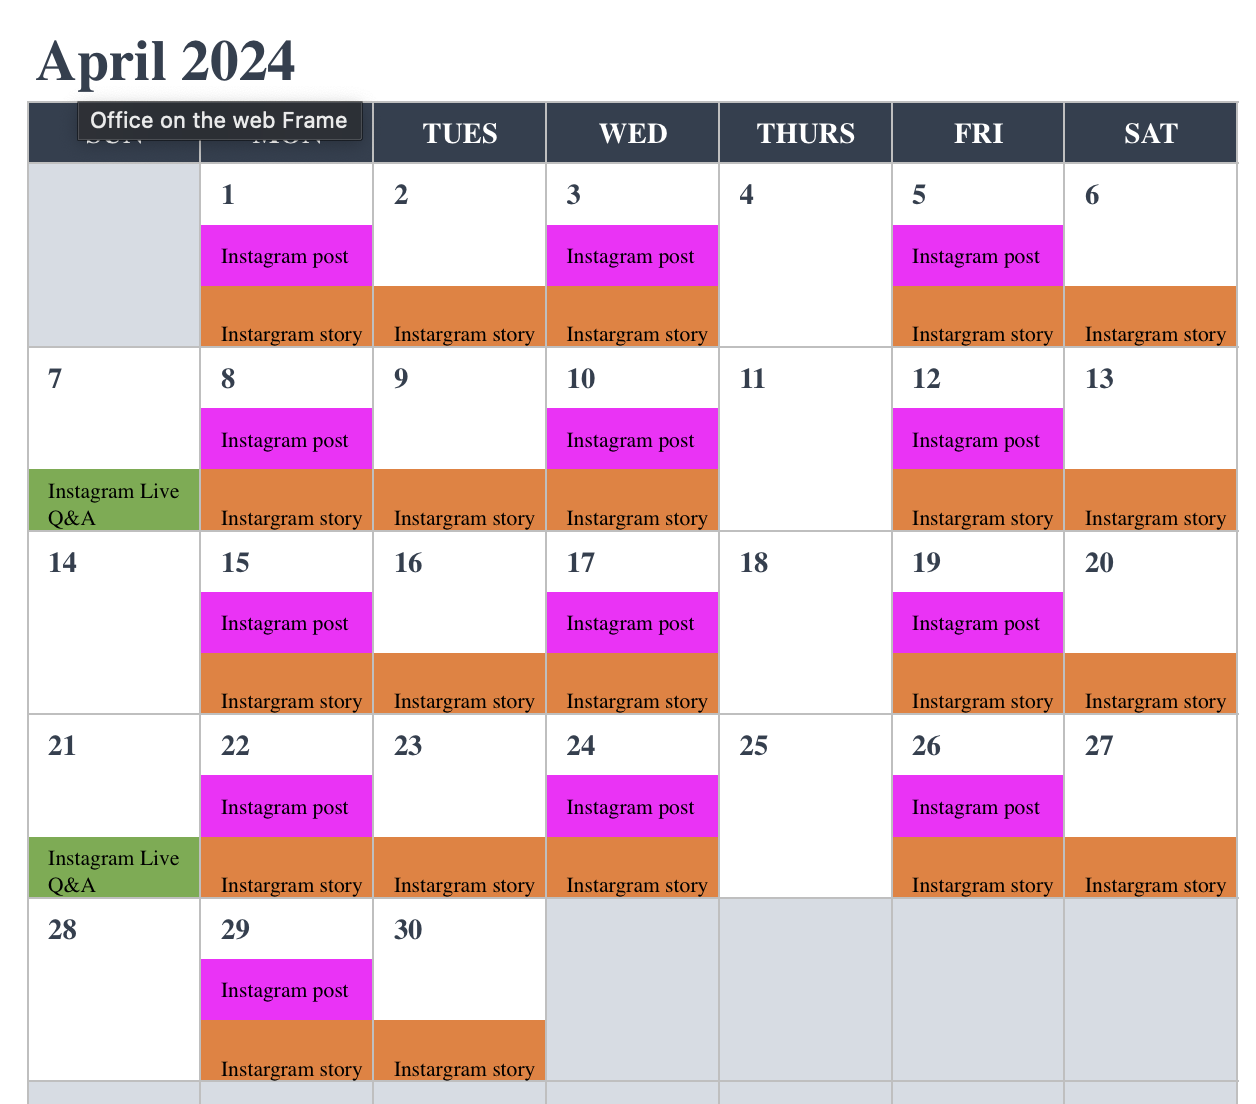 April 2024
Office on the web Frame
SUN MON TUES WED THURS FRI SAT
1 2 3 4 5 6
Instagram post Instagram post Instagram post
Instargram story Instargram story Instargram story Instargram story Instargram story
7 8 9 10 11 12 13
Instagram post Instagram post Instagram post
Instagram Live
Q&A Instargram story Instargram story Instargram story Instargram story Instargram story
14 15 16 17 18 19 20
Instagram post Instagram post Instagram post
Instargram story Instargram story Instargram story Instargram story Instargram story
21 22 23 24 25 26 27
Instagram post Instagram post Instagram post
Instagram Live
Q&A Instargram story Instargram story Instargram story Instargram story Instargram story
28 29 30
Instagram post
Instargram story Instargram story